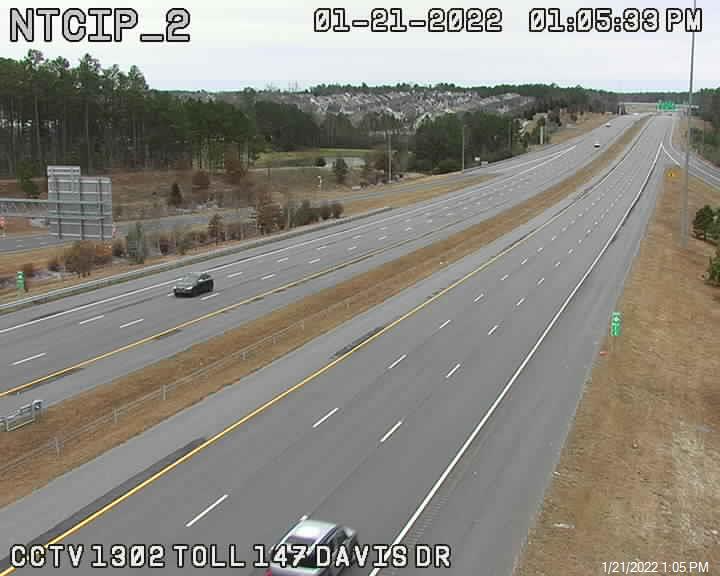 NTCIP_2 01-21-2022 01:05:33 PM
CCTV 1302 TOLL 147 DAVIS DR
1/21/2022 1:05 PM